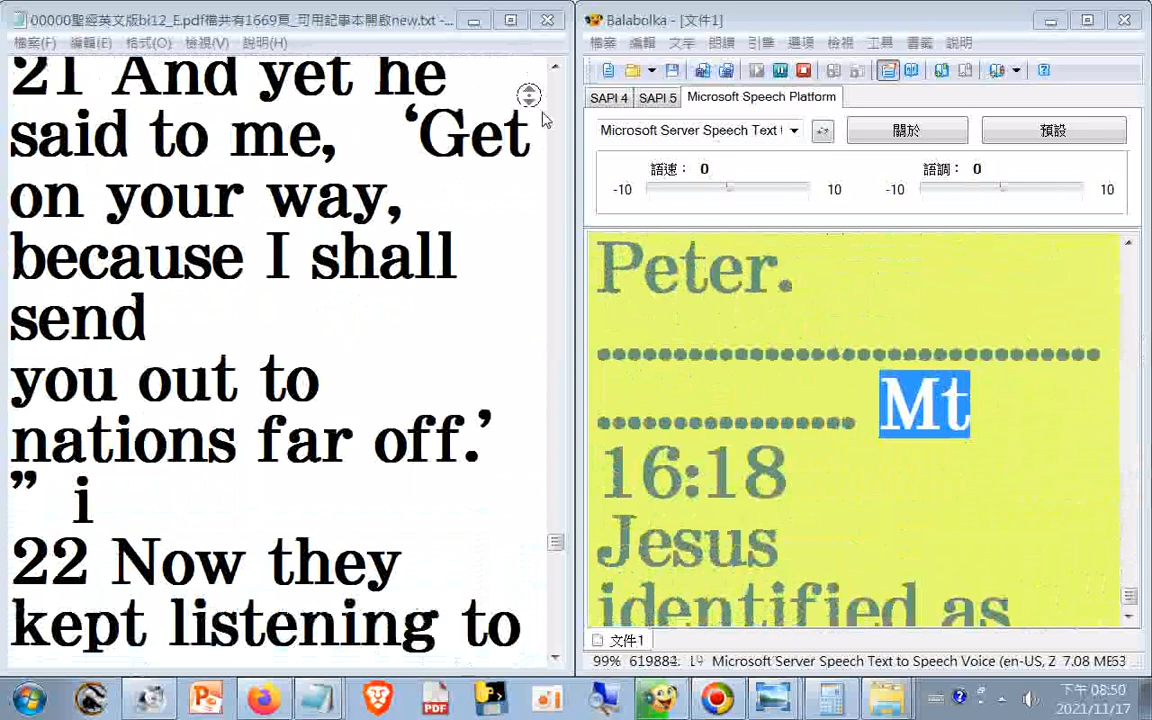 00000聖經英文版bi12_E.pdf檔共有1669頁_可用記事本開啟new.txt -...
檔案(F) 編輯(E) 格式(O) 檢視(V) 說明(H)
21 And yet he
said to me, ‘Get
on your way,
because I shall
send
you out to
nations far off.’
” i
22 Now they
kept listening to
Balabolka - [文件1]
檔案 編輯 文字 朗讀 引擎 選項 檢視 工具 書籤 說明
SAPI 4 SAPI 5 Microsoft Speech Platform
Microsoft Server Speech Text 關於 預設
語速: 0 語調: 0
-10 10 -10 10
Peter.
................................
................ Mt
16:18
Jesus
identified as
文件1
99% Microsoft Server Speech Text to Speech Voice (en-US, Z 7.08 ME
下午 08:50
2021/11/17